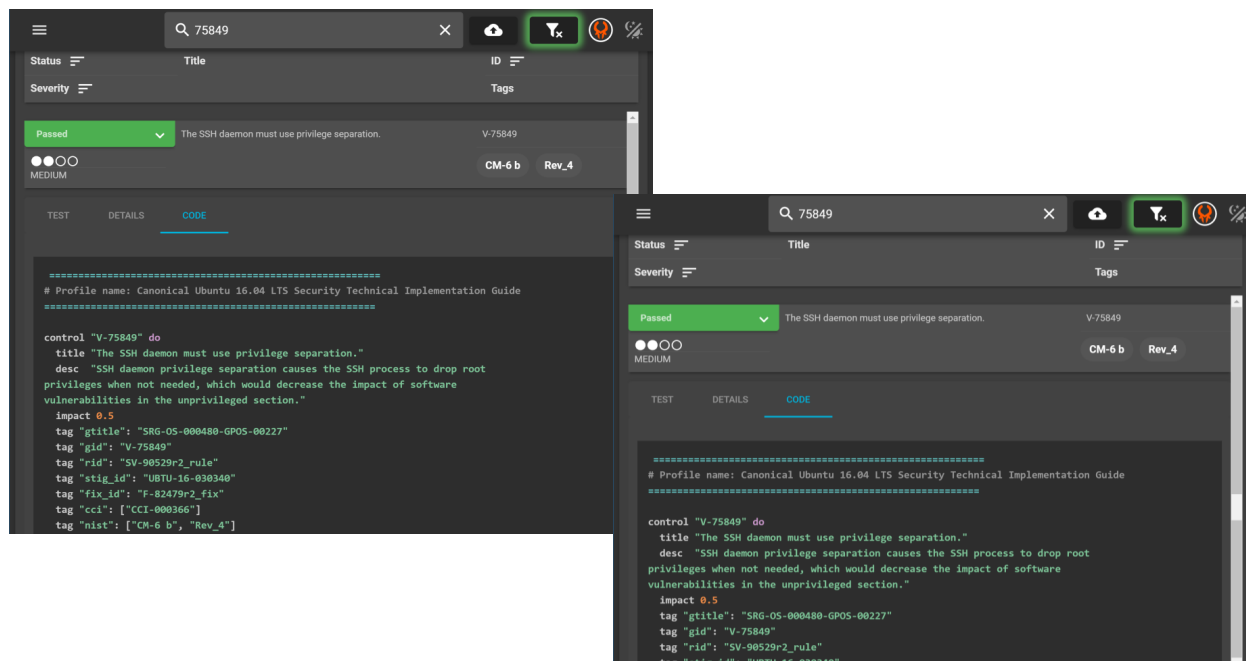 75849
Status Title ID
Severity Tags
Passed The SSH daemon must use privilege separation. V-75849
MEDIUM CM-6 b Rev_4
TEST DETAILS CODE
=========================================================
# Profile name: Canonical Ubuntu 16.04 LTS Security Technical Implementation Guide
=========================================================
control "V-75849" do
title "The SSH daemon must use privilege separation."
desc "SSH daemon privilege separation causes the SSH process to drop root
privileges when not needed, which would decrease the impact of software
vulnerabilities in the unprivileged section."
impact 0.5
tag "gtitle": "SRG-OS-000480-GPOS-00227"
tag "gid": "V-75849"
tag "rid": "SV-90529r2_rule"
tag "stig_id": "UBTU-16-030340"
tag "fix_id": "F-82479r2_fix"
tag "cci": ["CCI-000366"]
tag "nist": ["CM-6 b", "Rev_4"]
75849
Status Title ID
Severity Tags
Passed The SSH daemon must use privilege separation. V-75849
MEDIUM CM-6 b Rev_4
TEST DETAILS CODE
=========================================================
# Profile name: Canonical Ubuntu 16.04 LTS Security Technical Implementation Guide
=========================================================
control "V-75849" do
title "The SSH daemon must use privilege separation."
desc "SSH daemon privilege separation causes the SSH process to drop root
privileges when not needed, which would decrease the impact of software
vulnerabilities in the unprivileged section."
impact 0.5
tag "gtitle": "SRG-OS-000480-GPOS-00227"
tag "gid": "V-75849"
tag "rid": "SV-90529r2_rule"